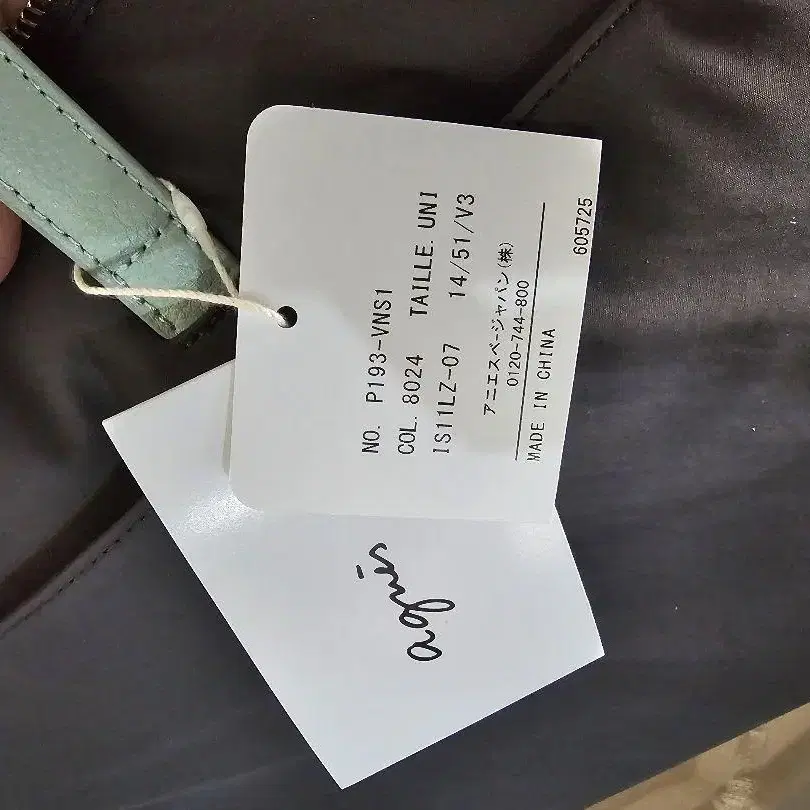 NO. P193-VNS1
COL. 8024 TAILLE. UNI
IS11LZ-07 14/51/V3
アニエスベージャパン(株)
0120-744-800
MADE IN CHINA
605725
agnès